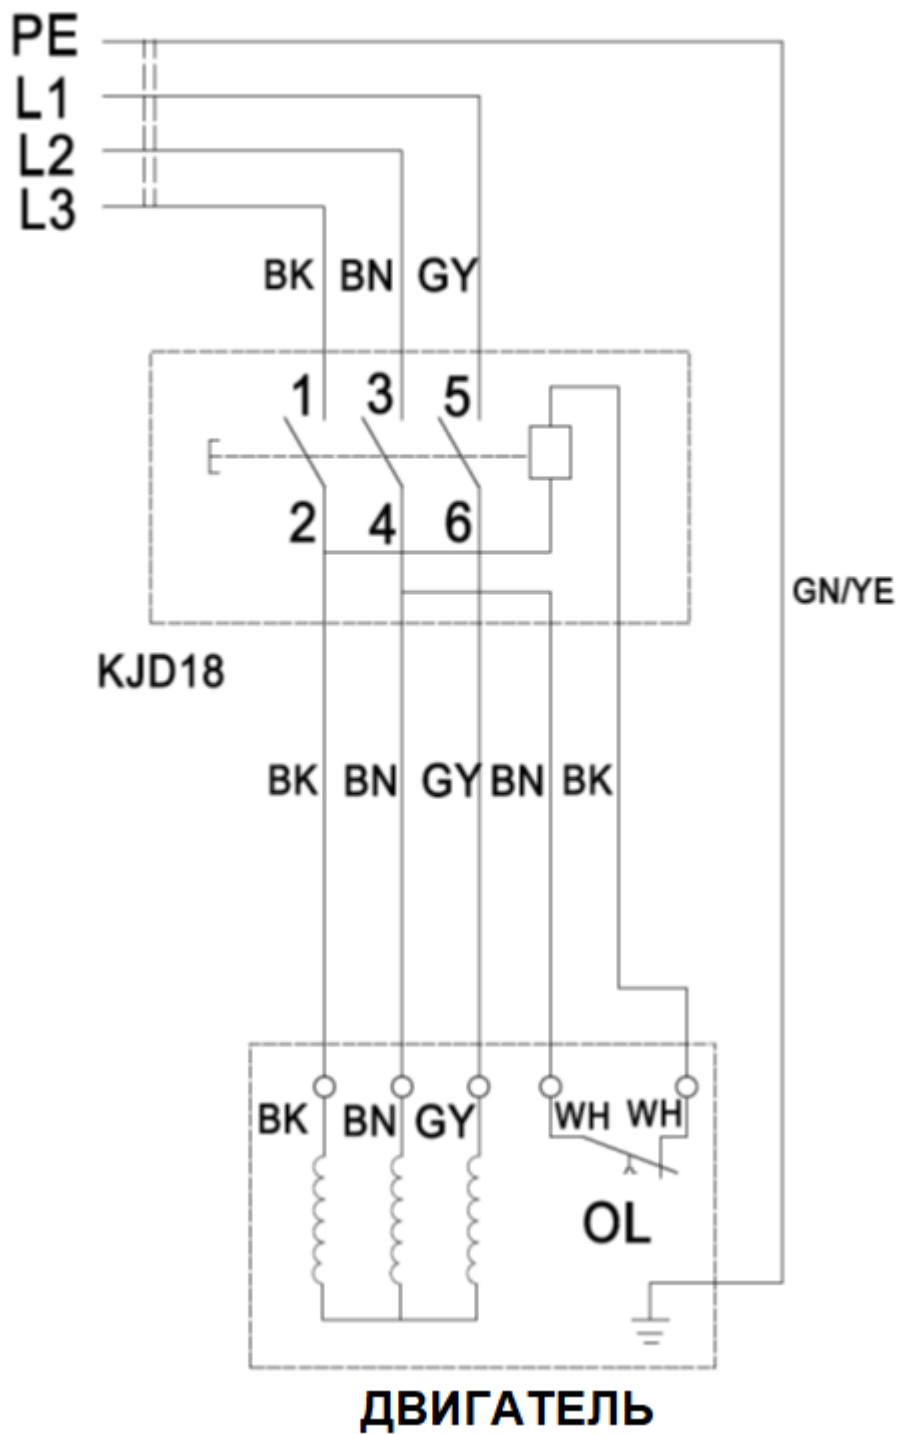 PE
L1
L2
L3
BK BN GY
1 3 5
2 4 6
GN/YE
KJD18
BK BN GY BN BK
BK BN GY WH WH
OL
ДВИГАТЕЛЬ